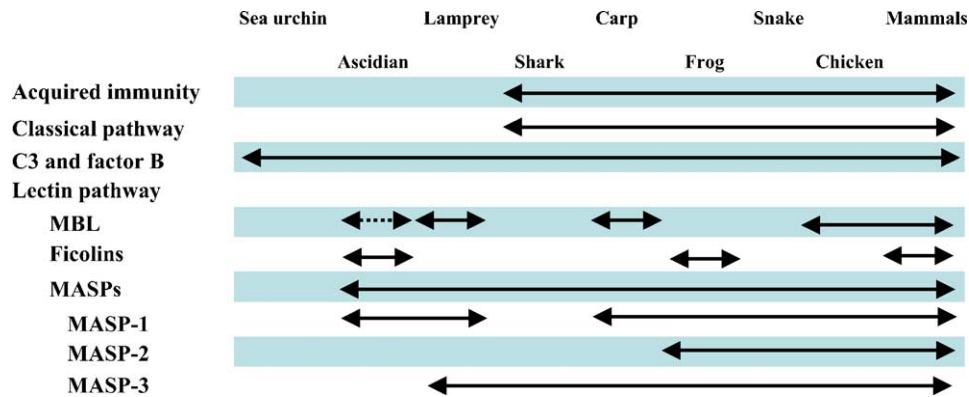 Sea urchin Lamprey Carp Snake Mammals
Ascidian Shark Frog Chicken
Acquired immunity
Classical pathway
C3 and factor B
Lectin pathway
MBL
Ficolins
MASPs
MASP-1
MASP-2
MASP-3